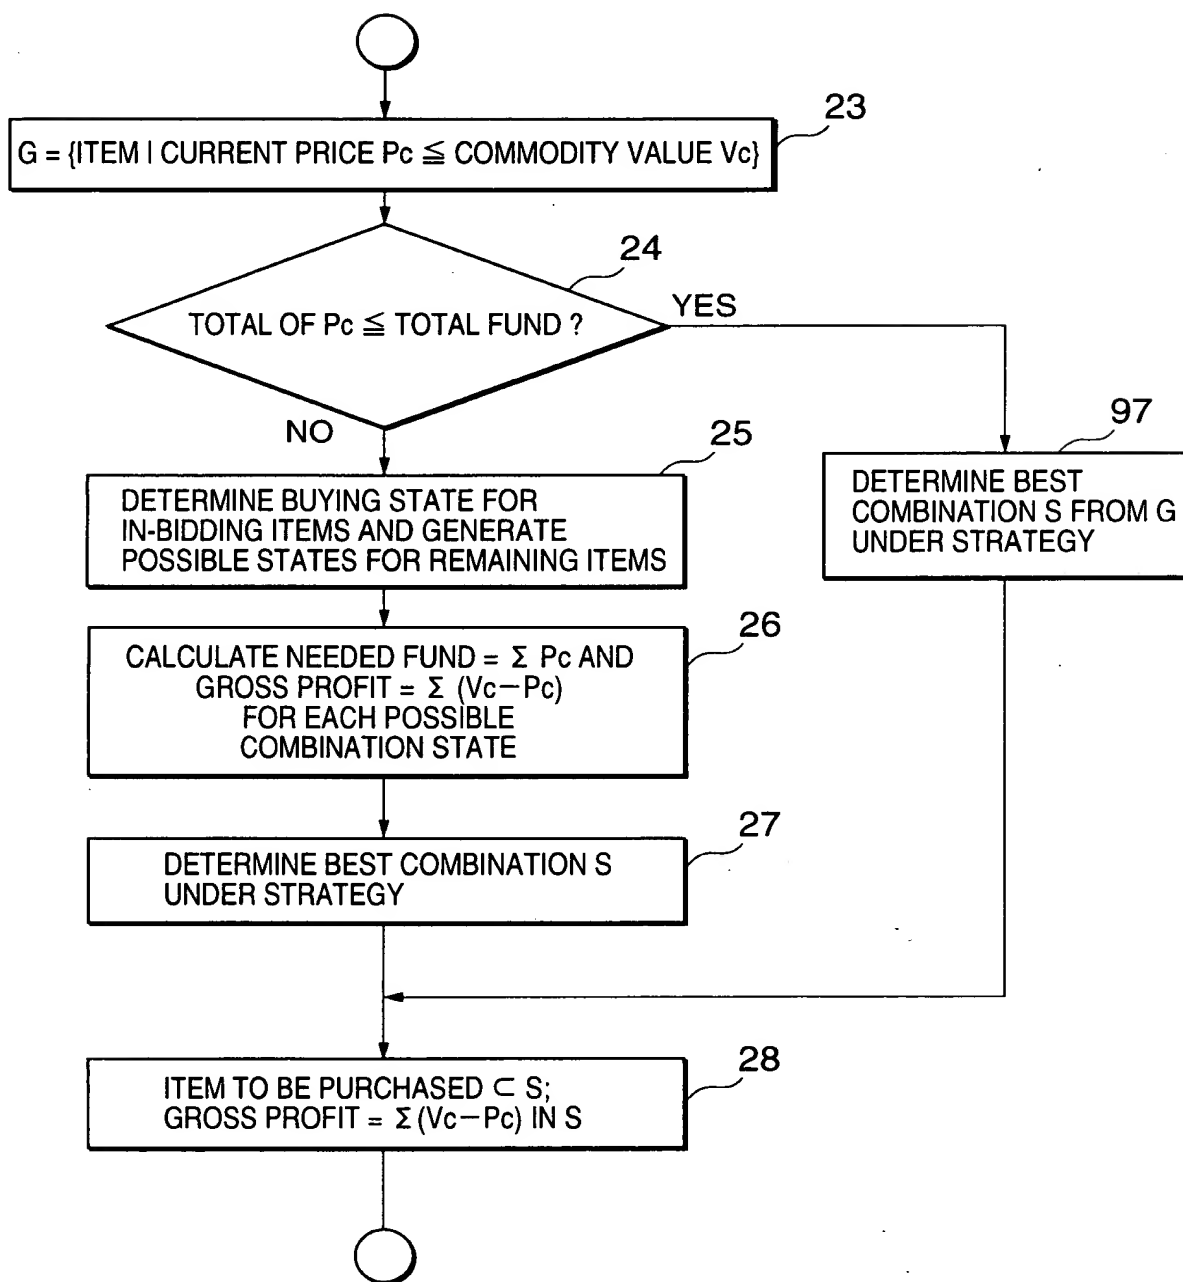 23
G = {ITEM I CURRENT PRICE Pc ≦ COMMODITY VALUE Vc}
24
TOTAL OF Pc ≦ TOTAL FUND ?
YES
NO
25
DETERMINE BUYING STATE FOR
IN-BIDDING ITEMS AND GENERATE
POSSIBLE STATES FOR REMAINING ITEMS
97
DETERMINE BEST
COMBINATION S FROM G
UNDER STRATEGY
26
CALCULATE NEEDED FUND = Σ Pc AND
GROSS PROFIT = Σ (Vc−Pc)
FOR EACH POSSIBLE
COMBINATION STATE
27
DETERMINE BEST COMBINATION S
UNDER STRATEGY
28
ITEM TO BE PURCHASED ⊂ S;
GROSS PROFIT = Σ(Vc−Pc) IN S